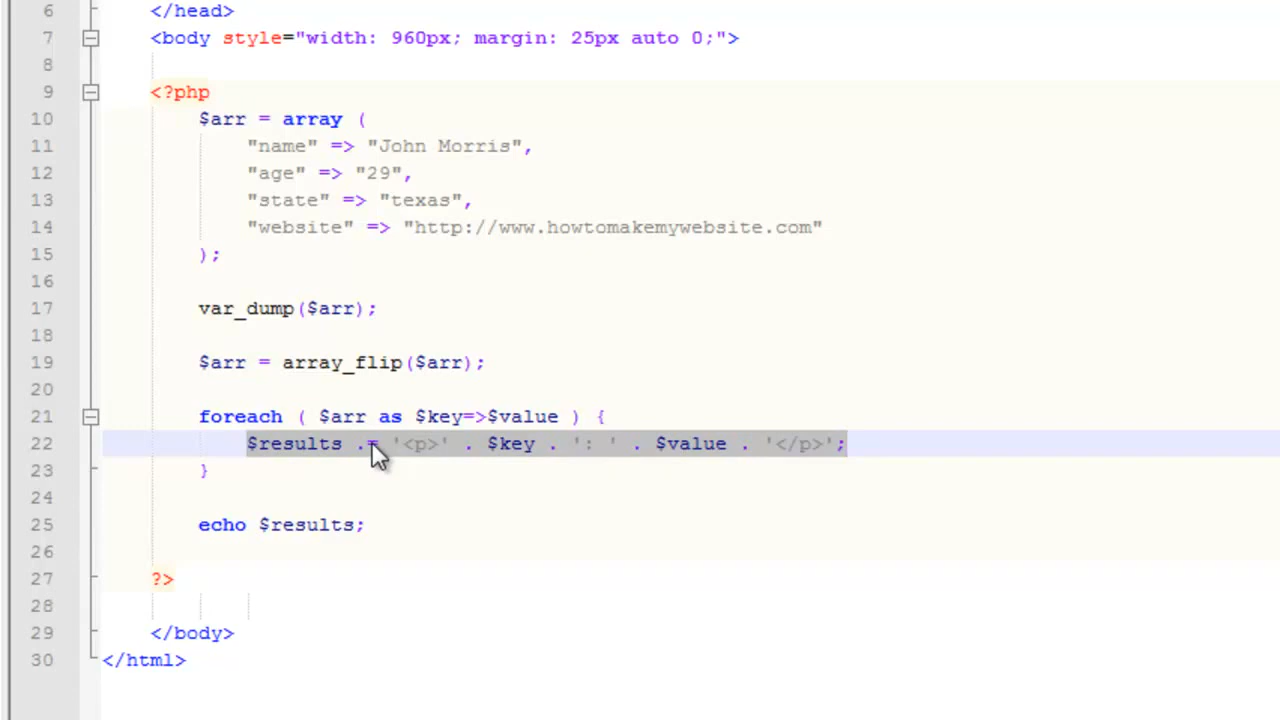 6 </head>
7 <body style="width: 960px; margin: 25px auto 0;">
8
9 <?php
10 $arr = array (
11 "name" => "John Morris",
12 "age" => "29",
13 "state" => "texas",
14 "website" => "http://www.howtomakemywebsite.com"
15 );
16
17 var_dump($arr);
18
19 $arr = array_flip($arr);
20
21 foreach ( $arr as $key=>$value ) {
22 $results .= '<p>' . $key . ': ' . $value . '</p>';
23 }
24
25 echo $results;
26
27 ?>
28
29 </body>
30 </html>